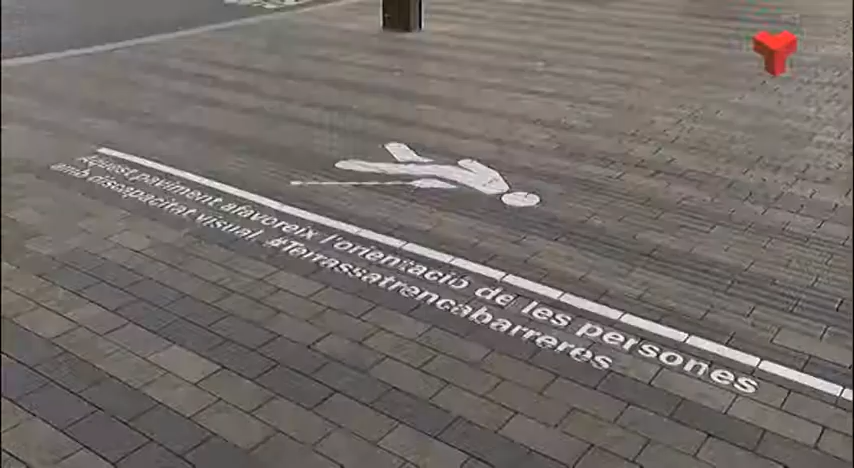 Aquest paviment afavoreix l'orientació de les persones
amb discapacitat visual. #Terrassatrencabarreres